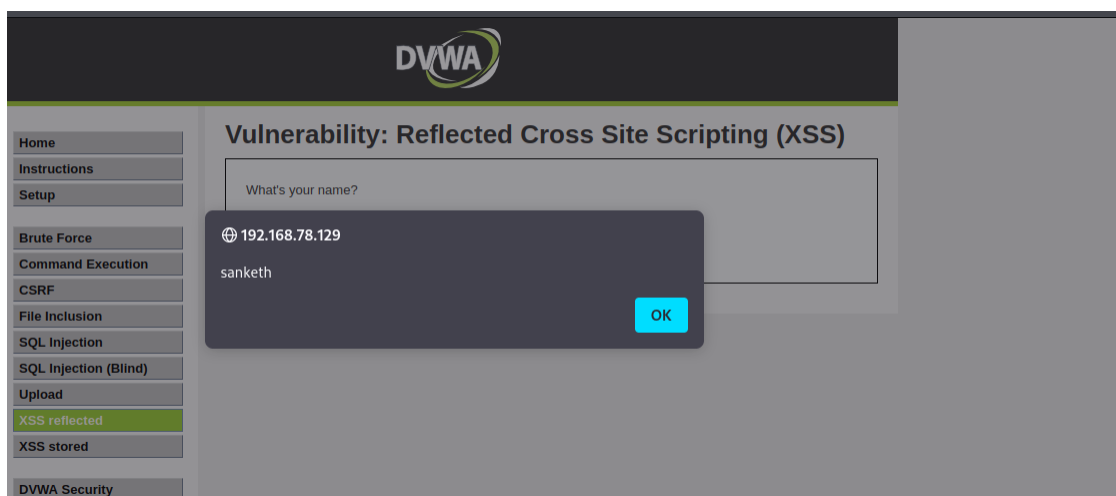 DVWA
Vulnerability: Reflected Cross Site Scripting (XSS)
Home
Instructions
Setup
Brute Force
Command Execution
CSRF
File Inclusion
SQL Injection
SQL Injection (Blind)
Upload
XSS reflected
XSS stored
DVWA Security
What's your name?
192.168.78.129
sanketh
OK